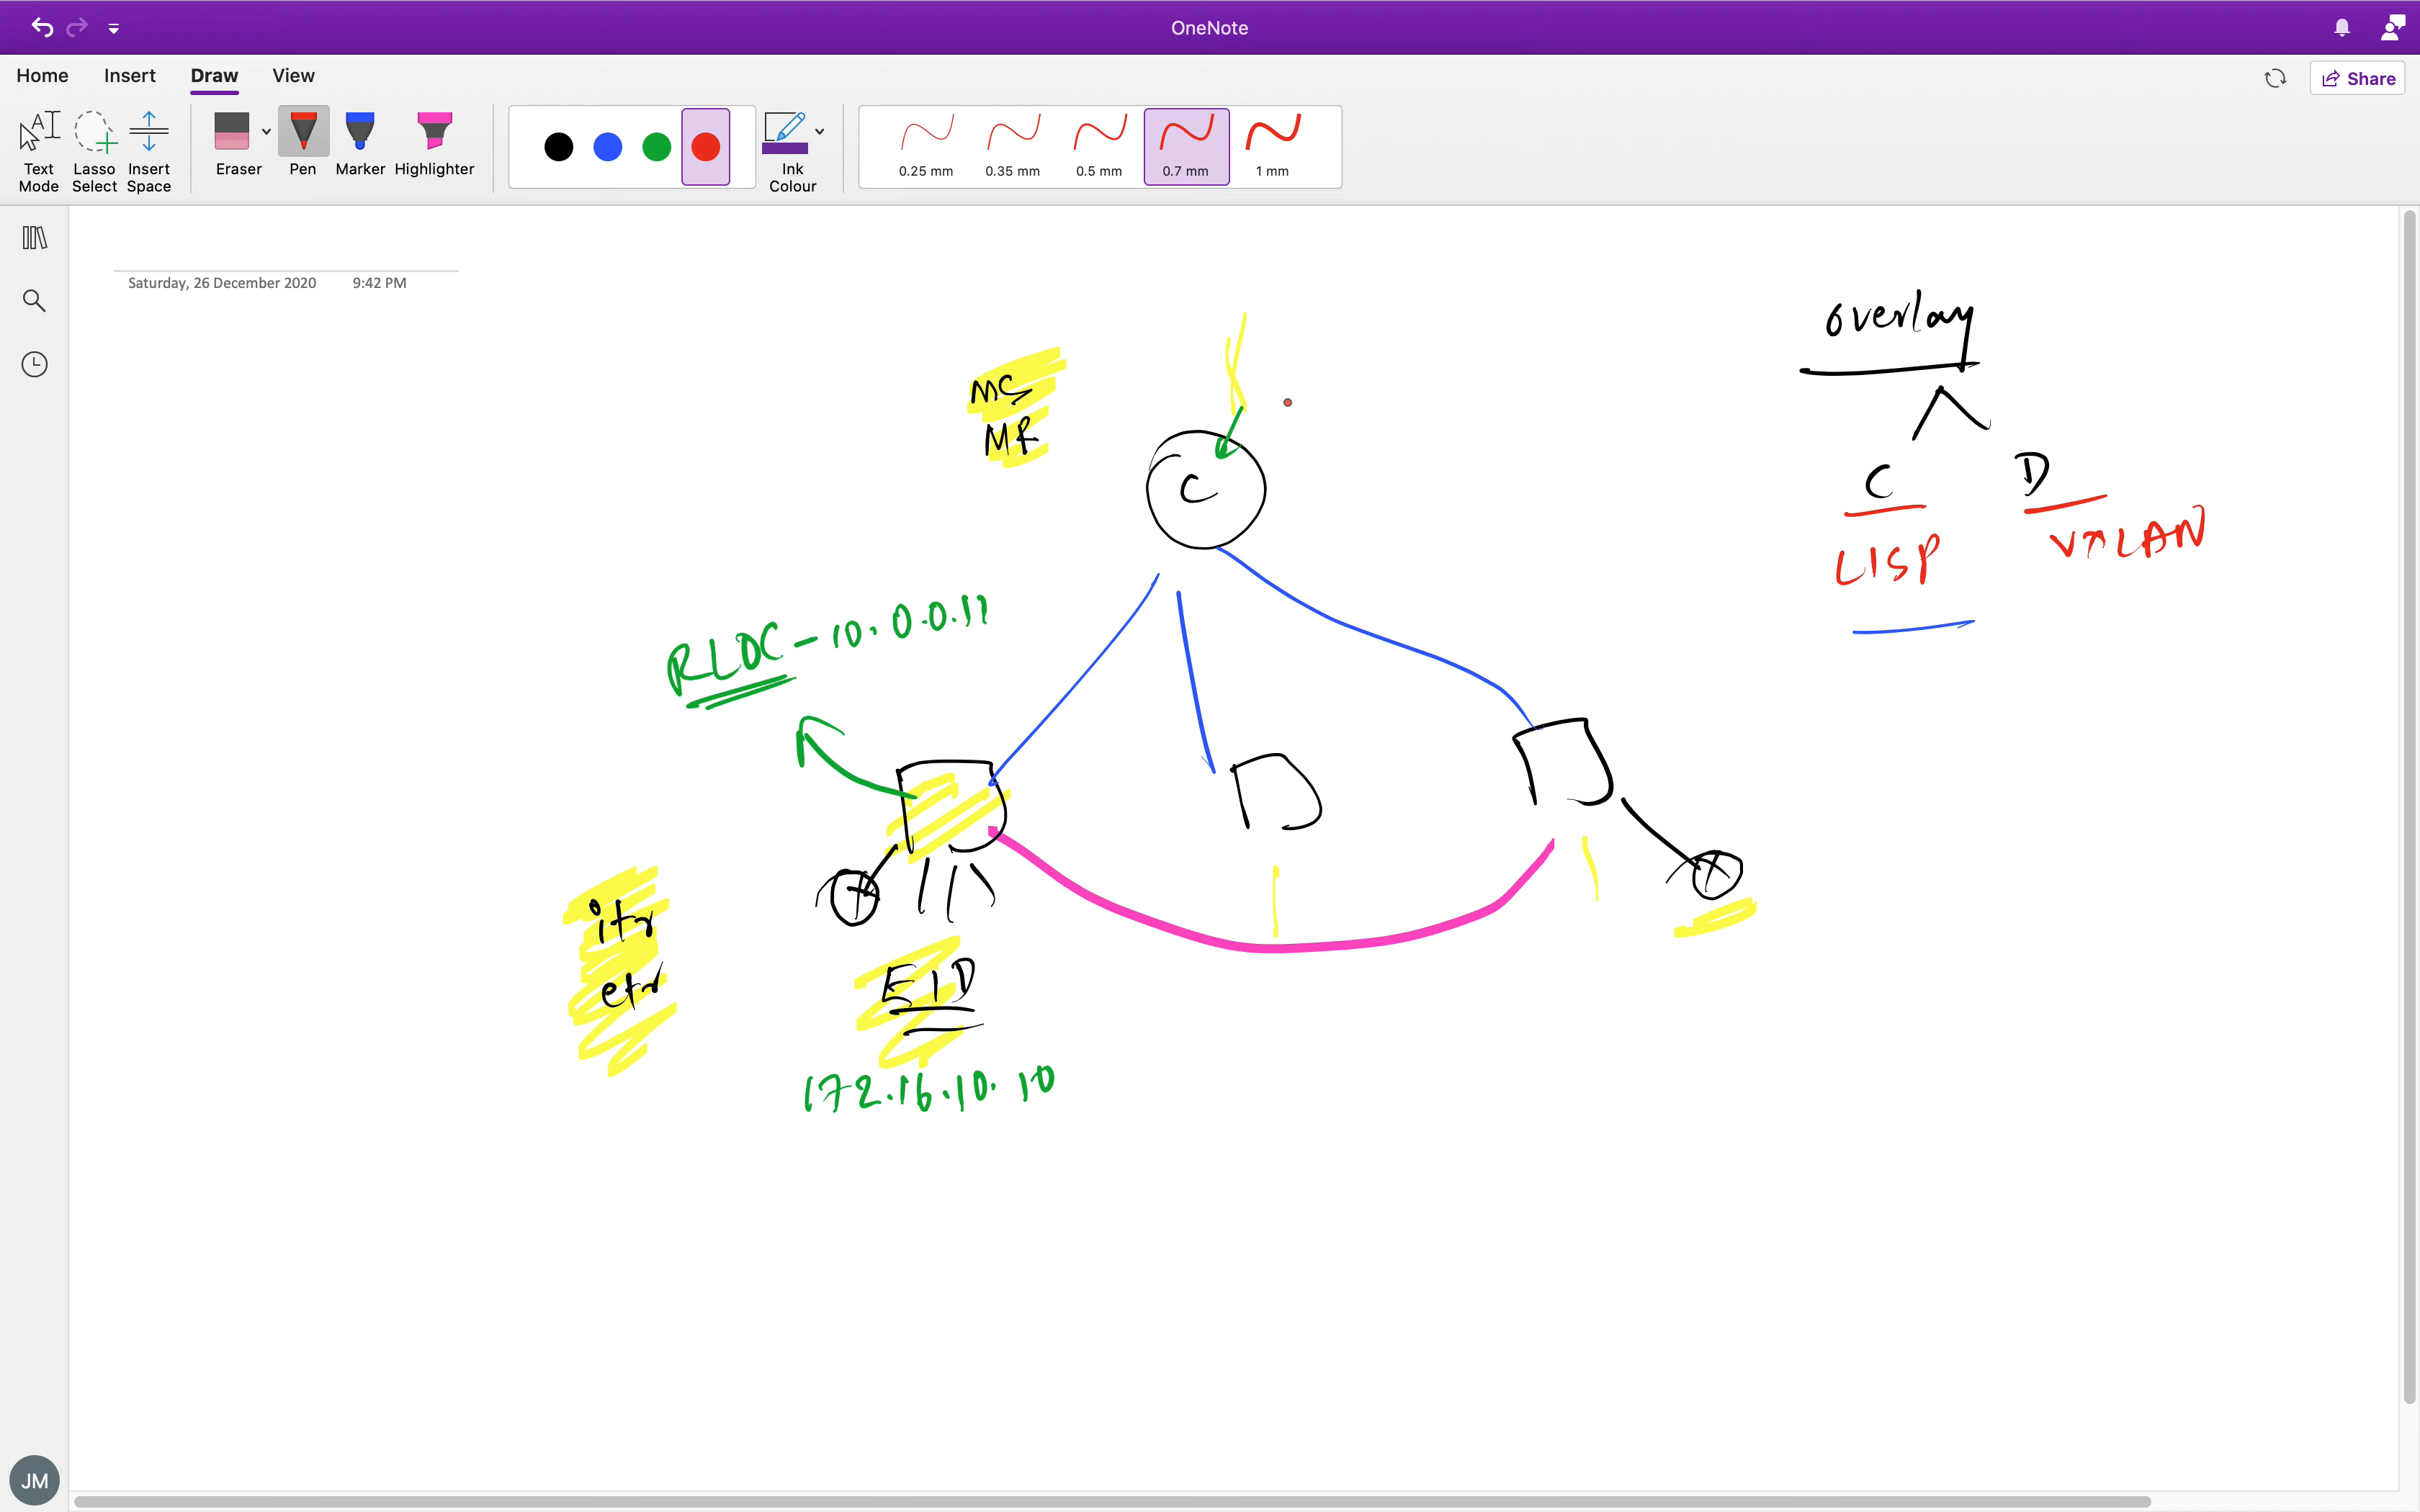 OneNote
Home Insert Draw View
Share
Text Mode
Lasso Select
Insert Space
Eraser
Pen
Marker
Highlighter
Ink Colour
0.25 mm
0.35 mm
0.5 mm
0.7 mm
1 mm
Saturday, 26 December 2020 9:42 PM
overlay
MS
MR
C
C D
LISP VXLAN
RLOC - 10.0.0.11
itr
etr
EID
172.16.10.10
JM